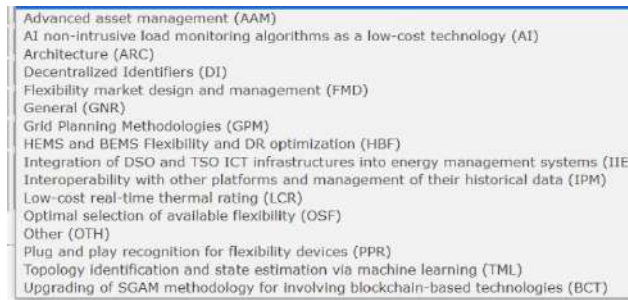 Advanced asset management (AAM)
AI non-intrusive load monitoring algorithms as a low-cost technology (AI)
Architecture (ARC)
Decentralized Identifiers (DI)
Flexibility market design and management (FMD)
General (GNR)
Grid Planning Methodologies (GPM)
HEMS and BEMS Flexibility and DR optimization (HBF)
Integration of DSO and TSO ICT infrastructures into energy management systems (IIE
Interoperability with other platforms and management of their historical data (IPM)
Low-cost real-time thermal rating (LCR)
Optimal selection of available flexibility (OSF)
Other (OTH)
Plug and play recognition for flexibility devices (PPR)
Topology identification and state estimation via machine learning (TML)
Upgrading of SGAM methodology for involving blockchain-based technologies (BCT)